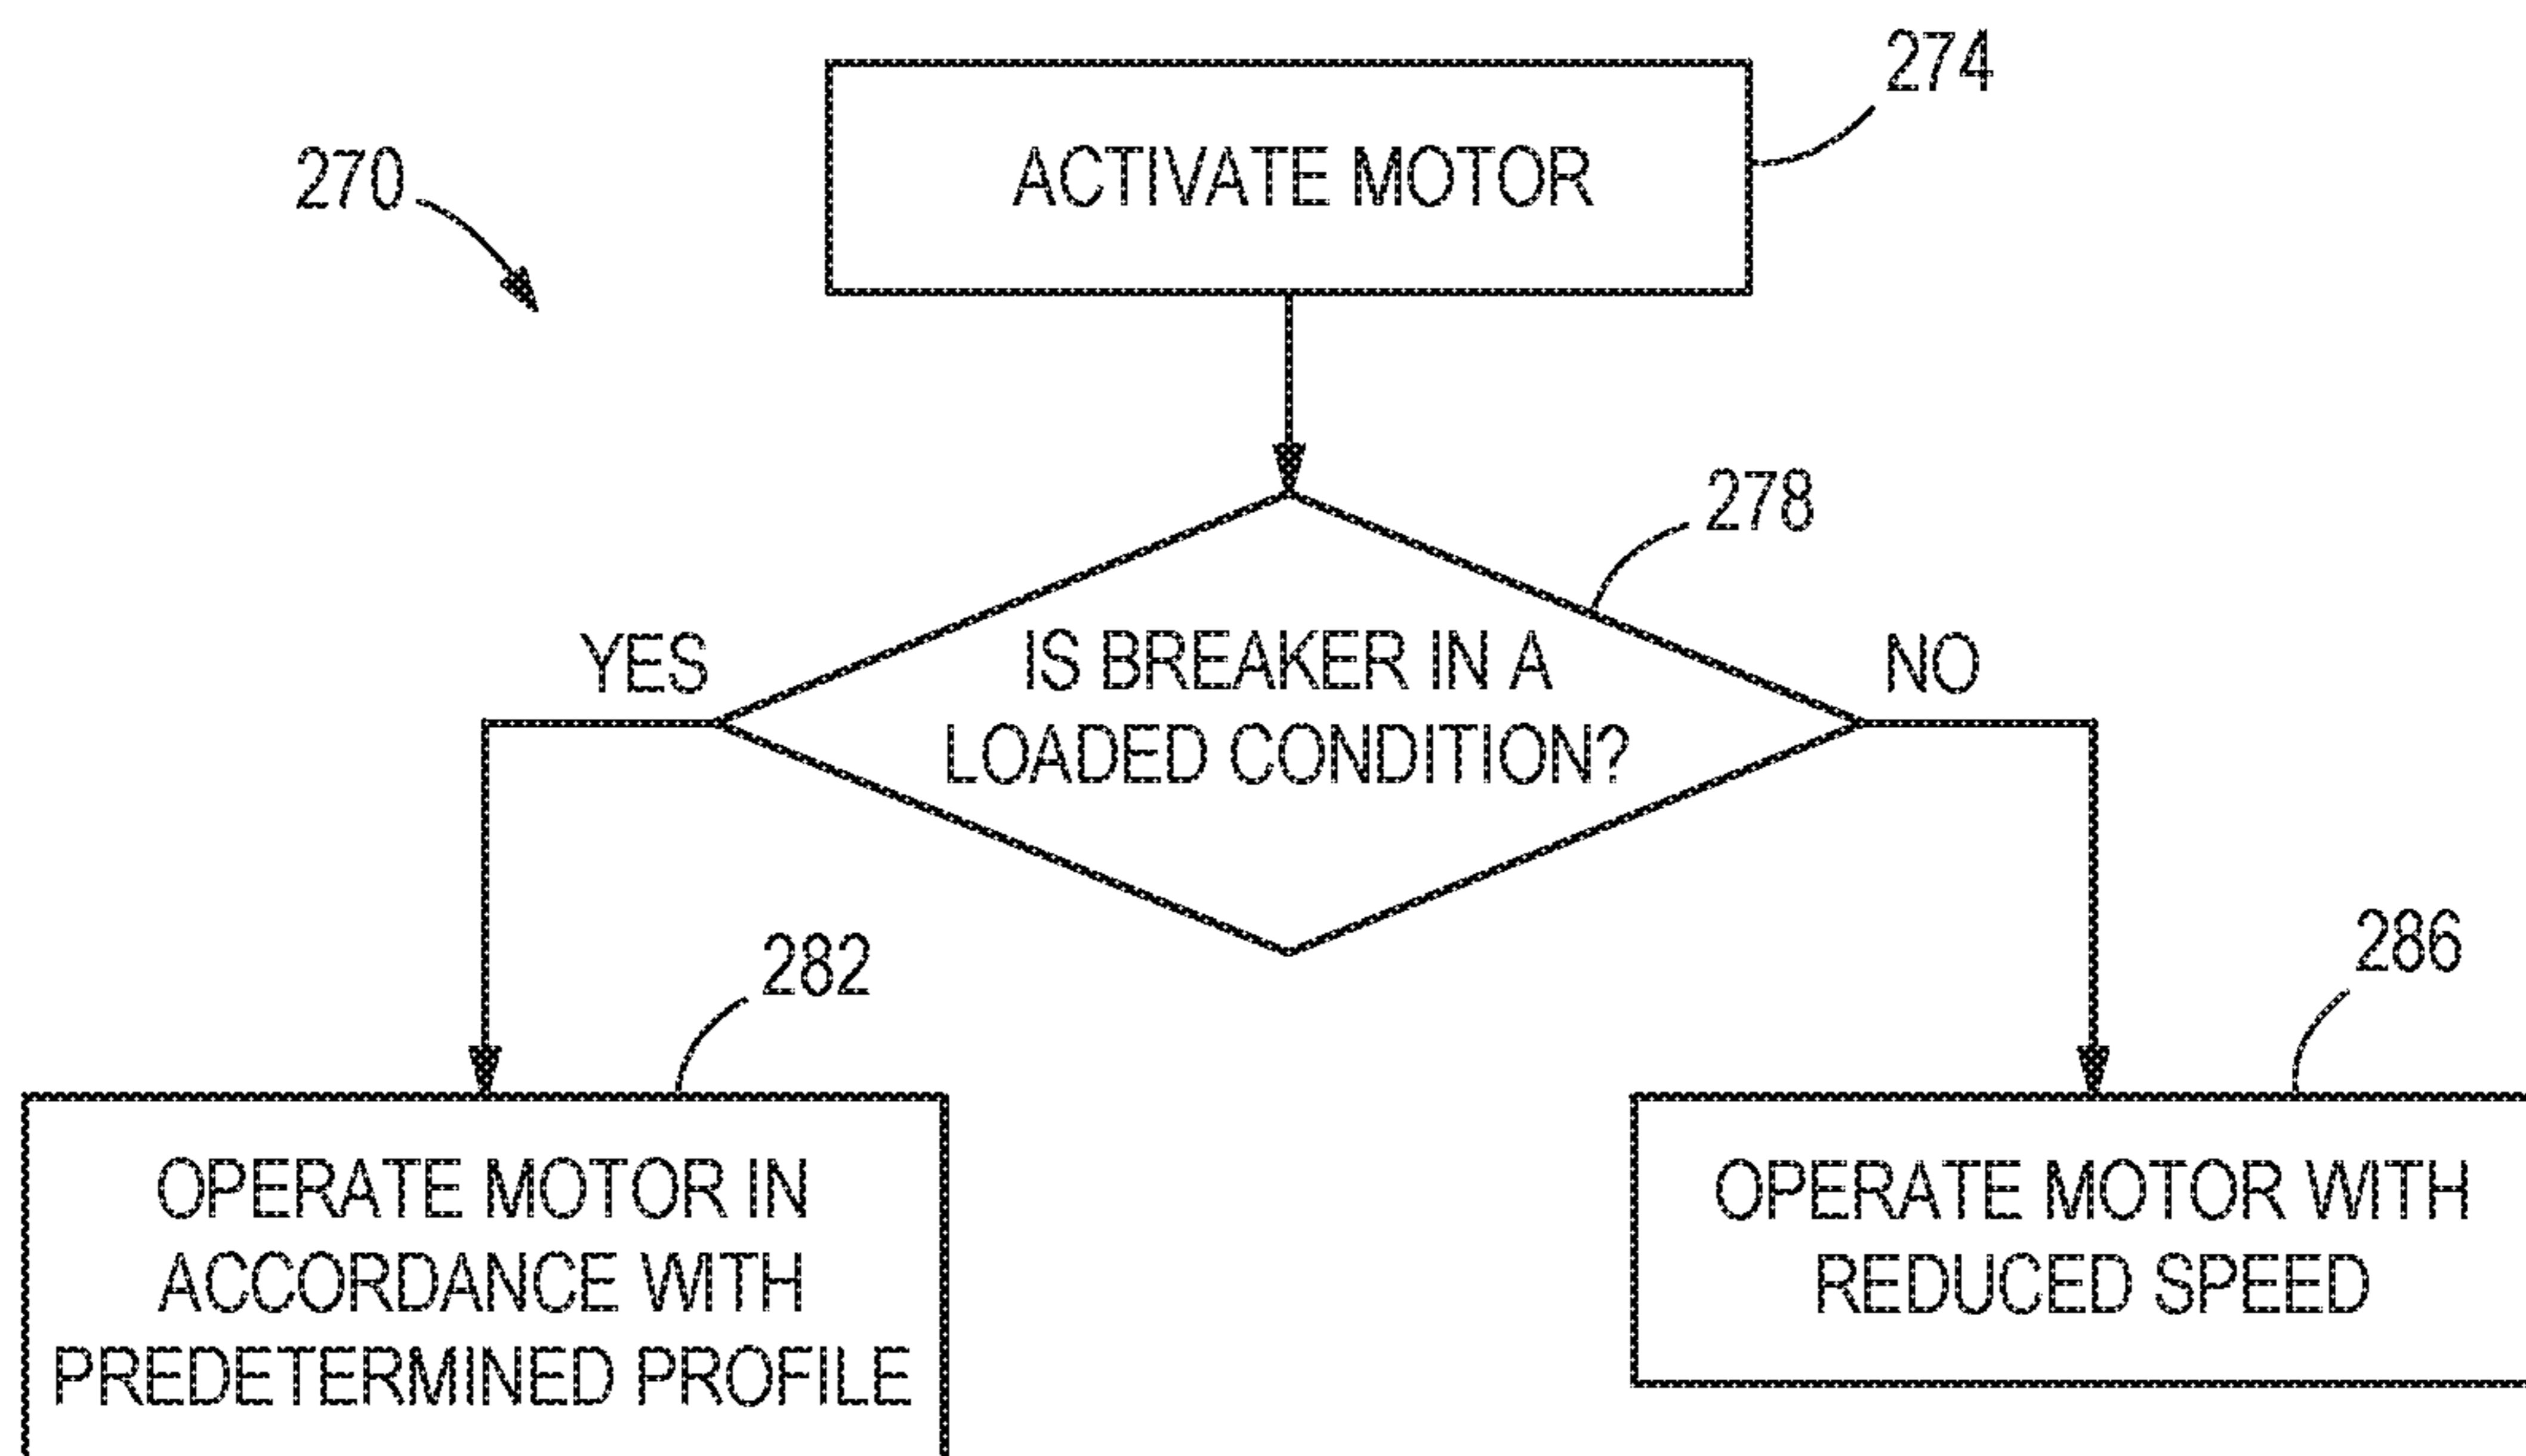 274
270
ACTIVATE MOTOR
278
YES
IS BREAKER IN A
LOADED CONDITION?
NO
282
286
OPERATE MOTOR IN
ACCORDANCE WITH
PREDETERMINED PROFILE
OPERATE MOTOR WITH
REDUCED SPEED